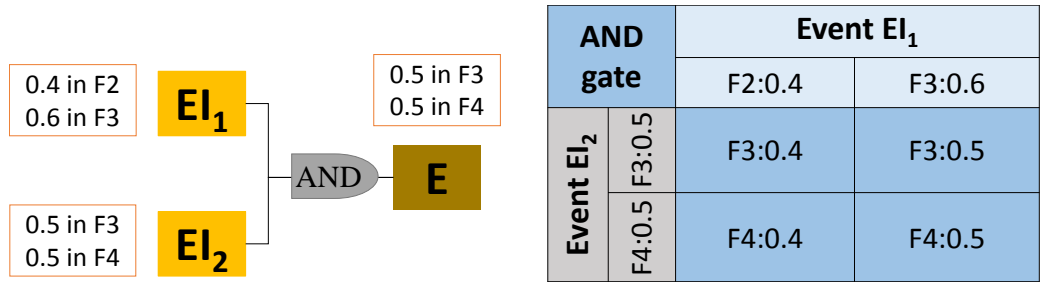 0.4 in F2
0.6 in F3
EI1
0.5 in F3
0.5 in F4
AND
E
0.5 in F3
0.5 in F4
EI2
AND
gate
Event EI1
F2:0.4 F3:0.6
Event EI2
F3:0.5
F3:0.4 F3:0.5
F4:0.5
F4:0.4 F4:0.5